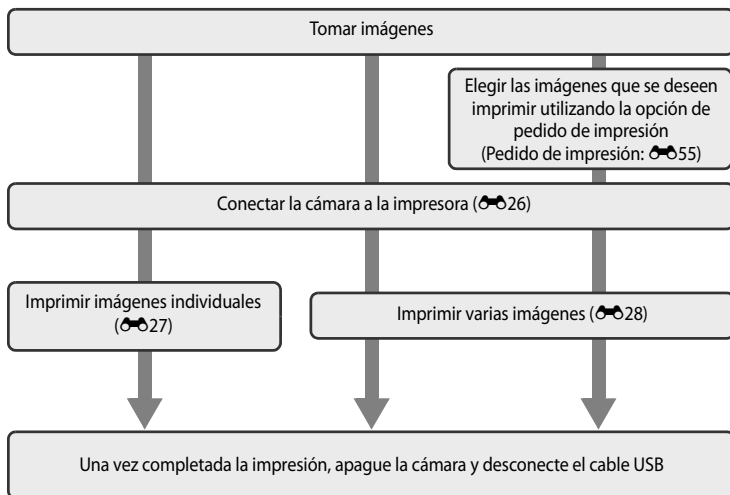 Tomar imágenes
Elegir las imágenes que se deseen
imprimir utilizando la opción de
pedido de impresión
(Pedido de impresión: 55)
Conectar la cámara a la impresora (26)
Imprimir imágenes individuales
(27)
Imprimir varias imágenes (28)
Una vez completada la impresión, apague la cámara y desconecte el cable USB